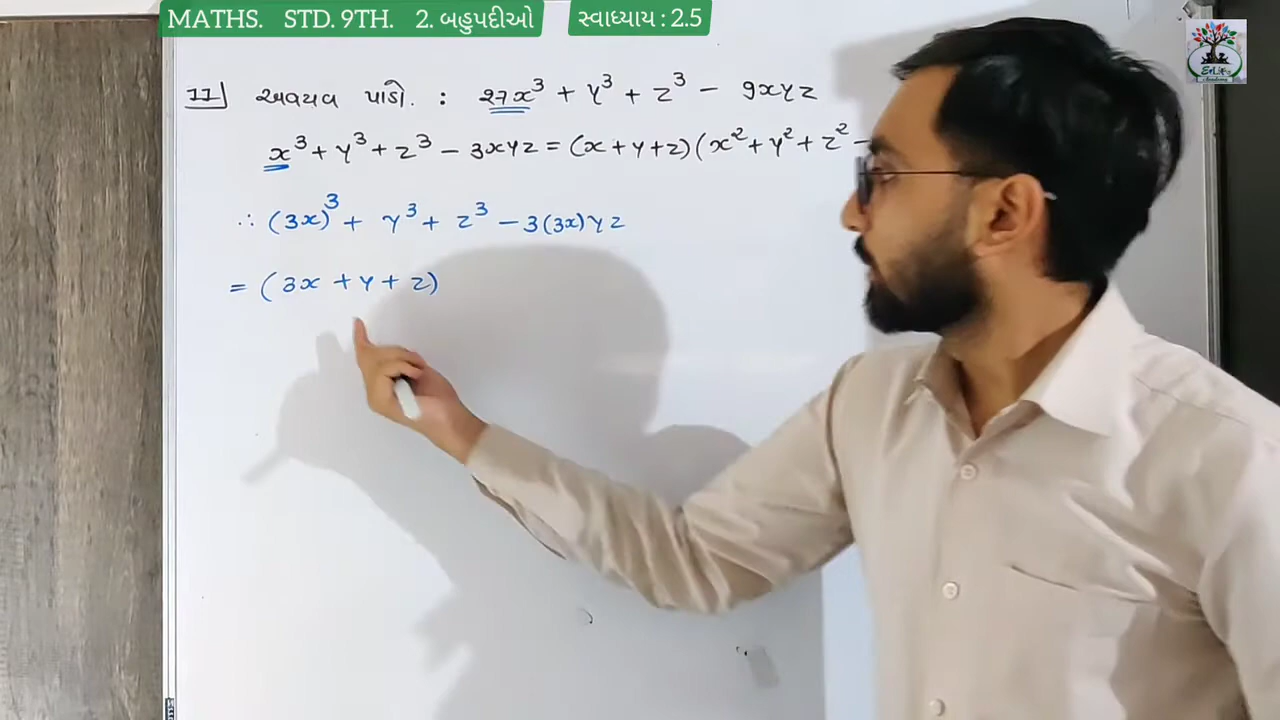 MATHS. STD. 9TH. 2. બહુપદીઓ સ્વાધ્યાય : 2.5
11] અવયવ પાડો. : 27x³ + y³ + z³ - 9xyz
x³ + y³ + z³ - 3xyz = (x + y + z) (x² + y² + z² -
∴ (3x)³ + y³ + z³ - 3(3x)yz
= (3x + y + z)